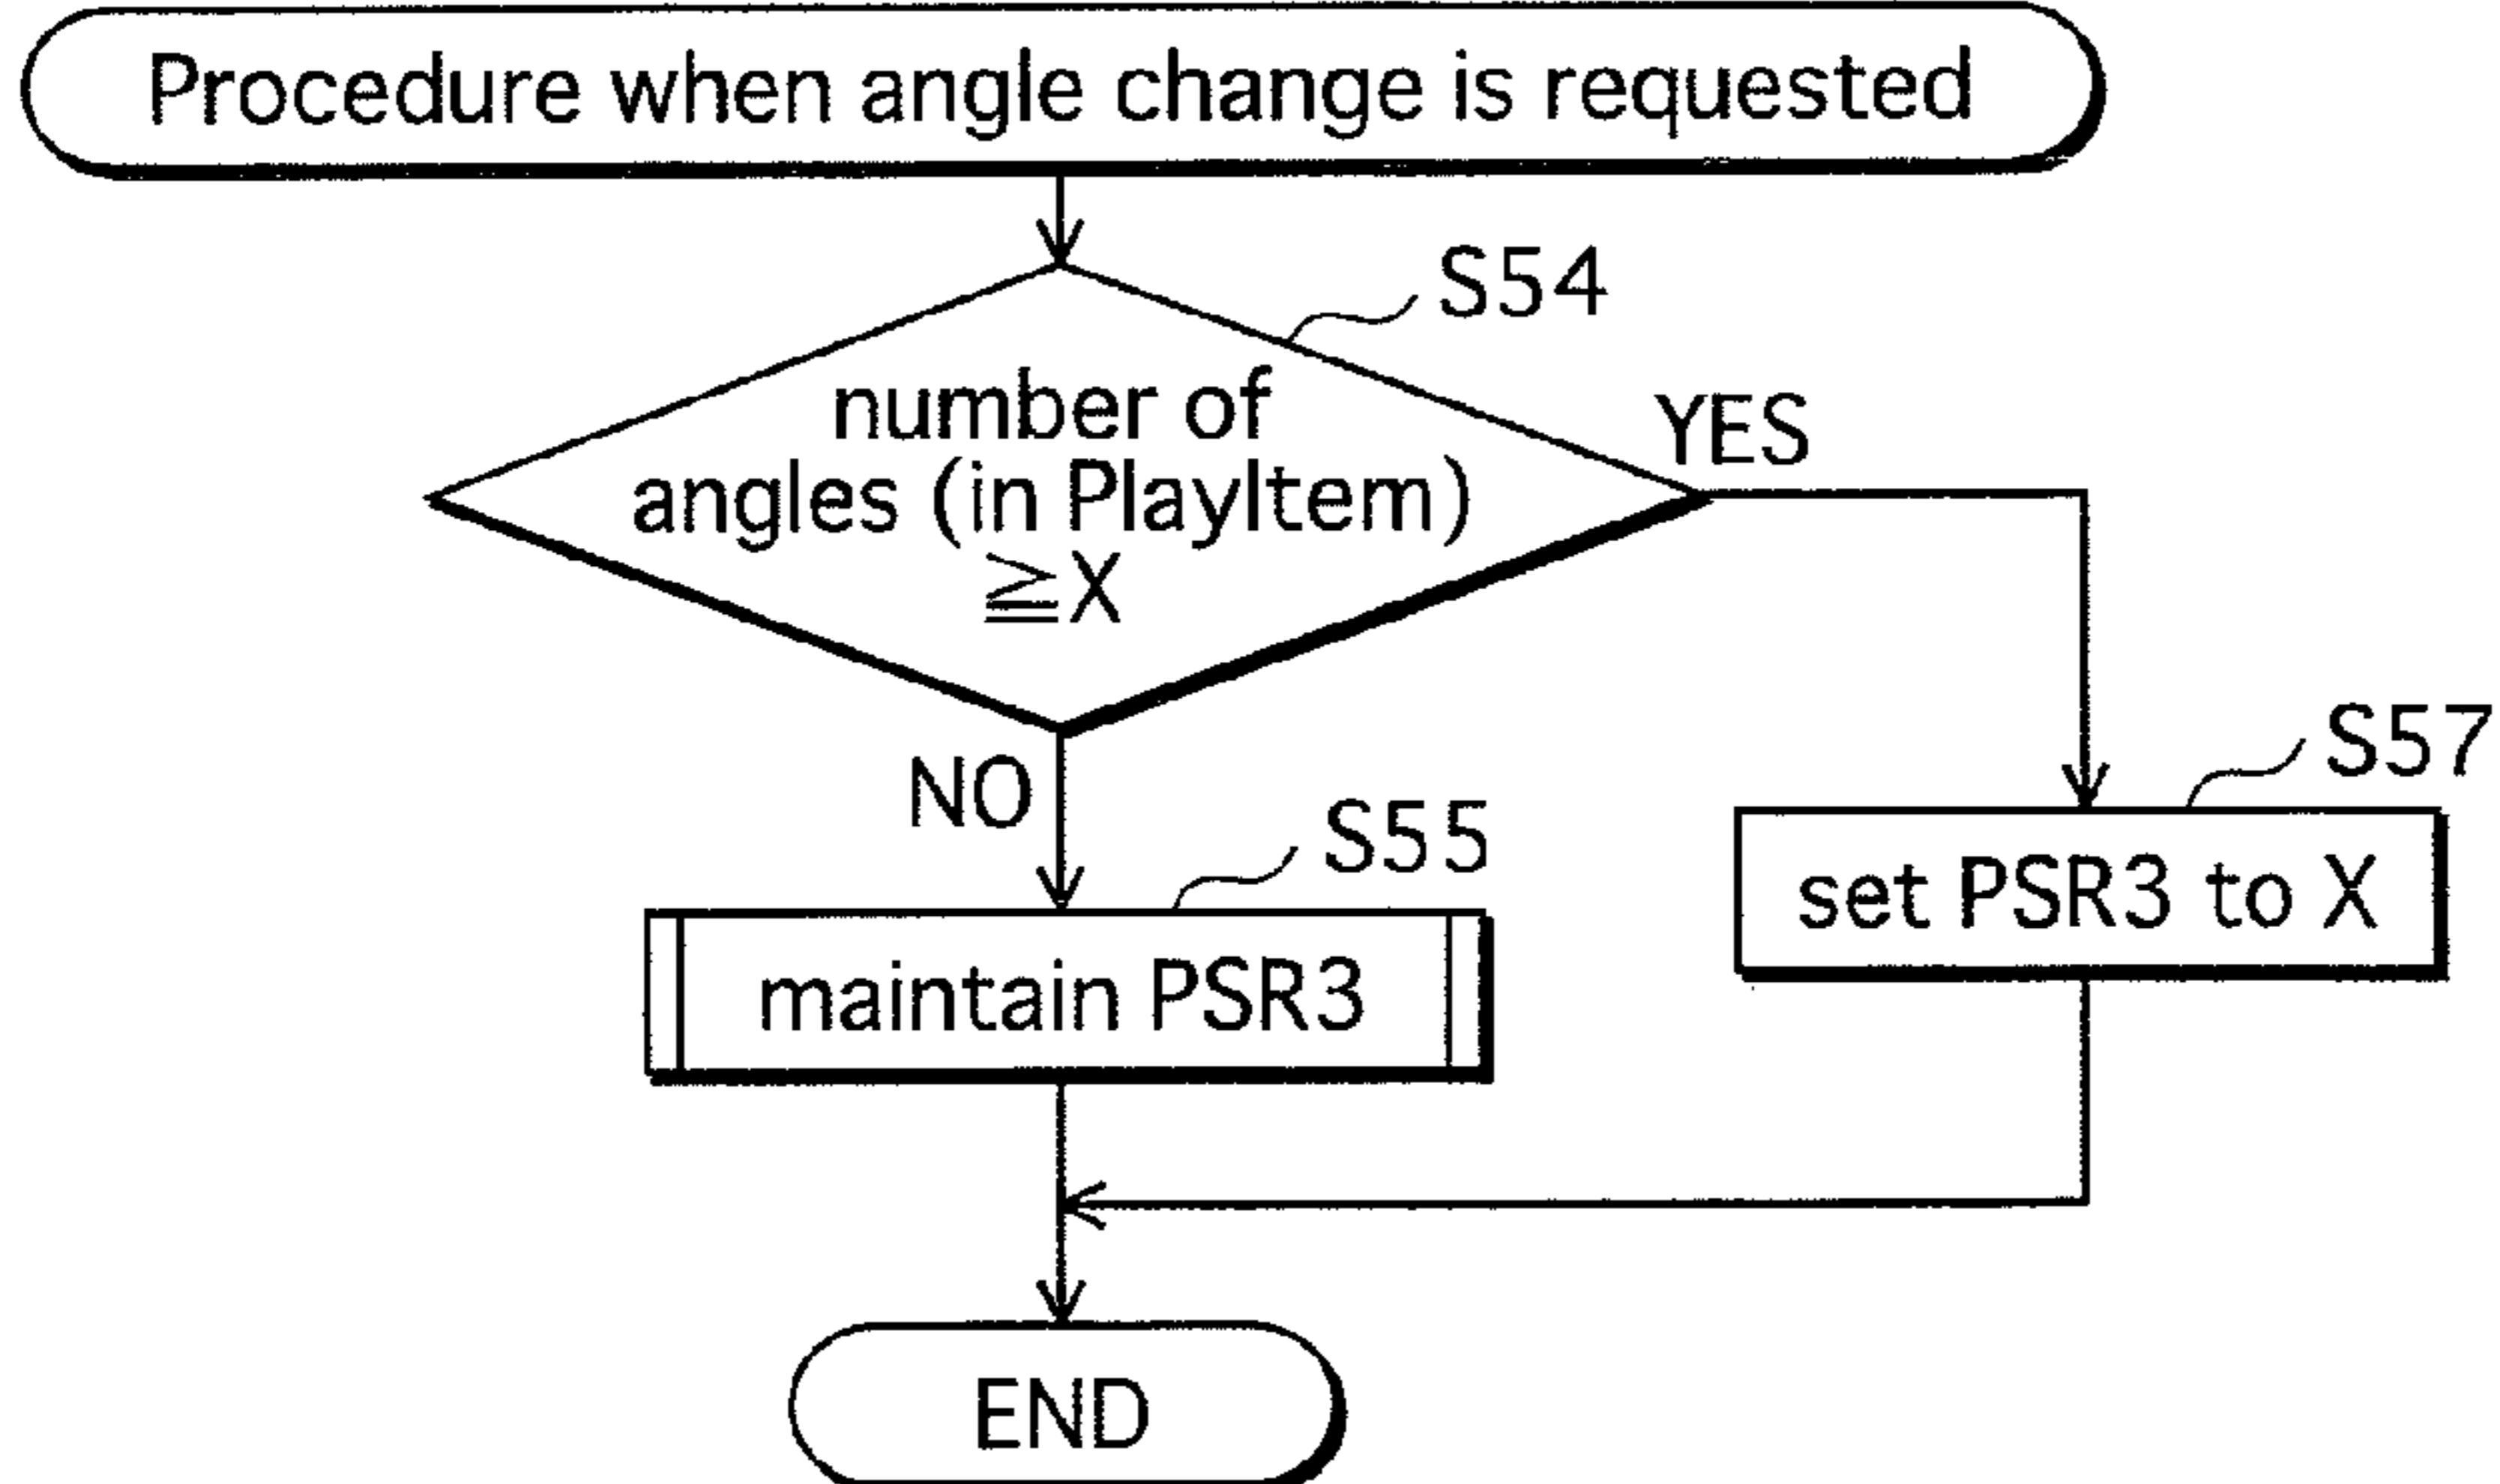 Procedure when angle change is requested
S54
number of
angles (in PlayItem)
≧X
YES
NO
S55
maintain PSR3
S57
set PSR3 to X
END